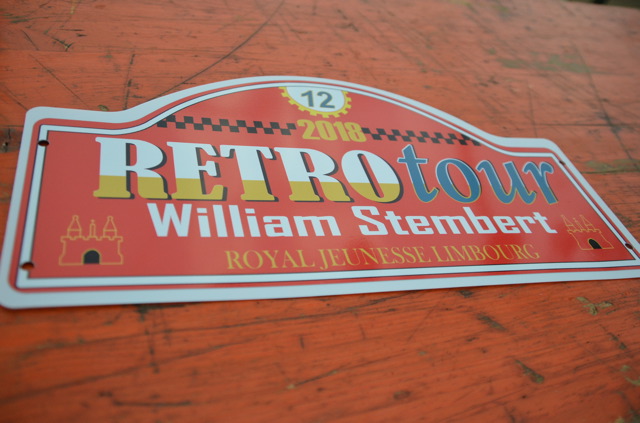 12
2018
RETROtour
William Stembert
ROYAL JEUNESSE LIMBOURG